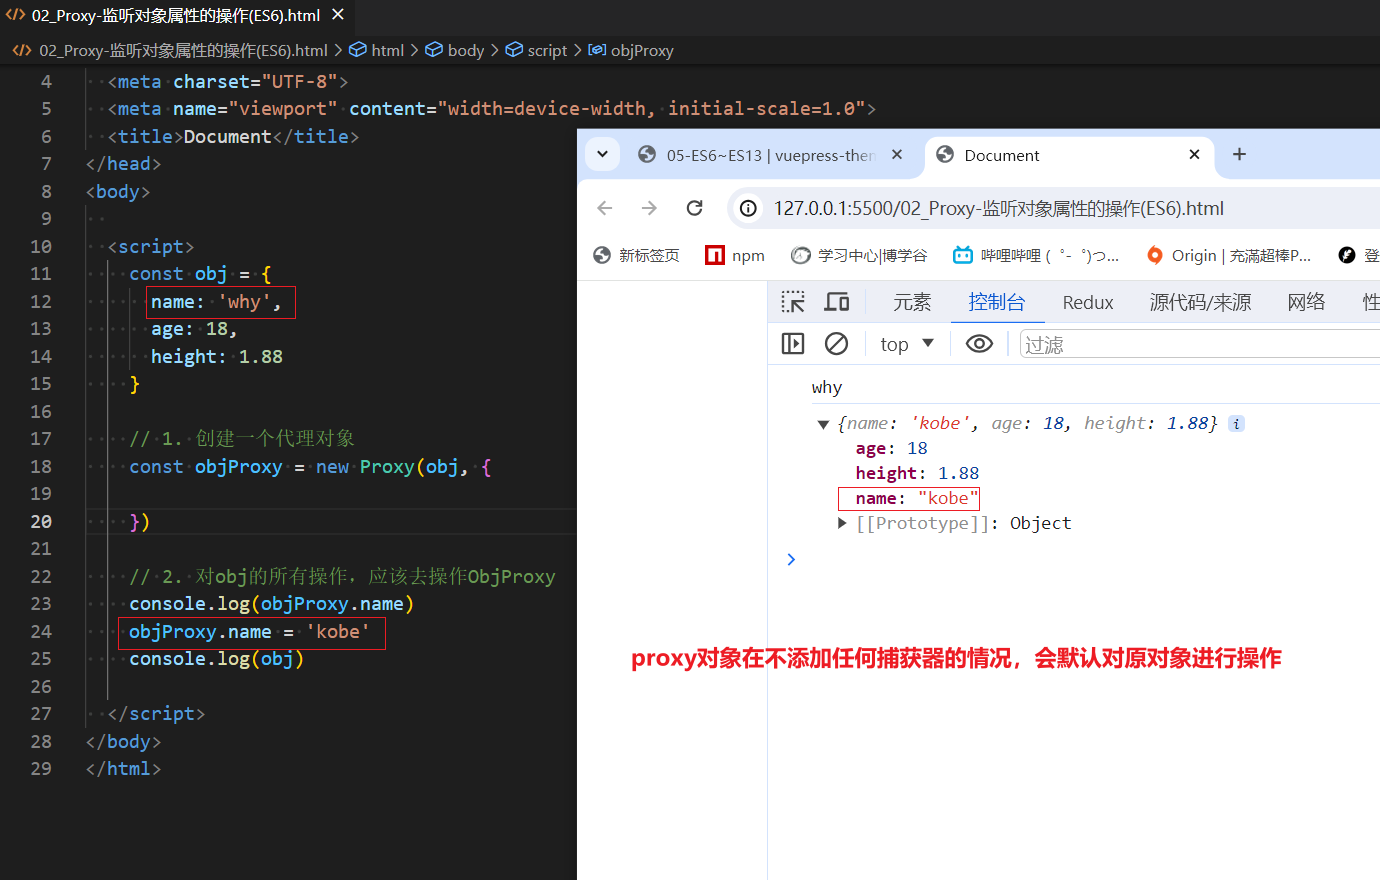 02_Proxy-监听对象属性的操作(ES6).html
02_Proxy-监听对象属性的操作(ES6).html > html > body > script > objProxy
4 <meta charset="UTF-8">
5 <meta name="viewport" content="width=device-width, initial-scale=1.0">
6 <title>Document</title>
7 </head>
8 <body>
9
10 <script>
11 const obj = {
12 name: 'why',
13 age: 18,
14 height: 1.88
15 }
16
17 // 1. 创建一个代理对象
18 const objProxy = new Proxy(obj, {
19
20 })
21
22 // 2. 对obj的所有操作，应该去操作ObjProxy
23 console.log(objProxy.name)
24 objProxy.name = 'kobe'
25 console.log(obj)
26
27 </script>
28 </body>
29 </html>
05-ES6~ES13 | vuepress-then
Document
127.0.0.1:5500/02_Proxy-监听对象属性的操作(ES6).html
新标签页 npm 学习中心|博学谷 哔哩哔哩 (゜-゜)つ... Origin | 充满超棒P... 登
元素 控制台 Redux 源代码/来源 网络 性
top 过滤
why
{name: 'kobe', age: 18, height: 1.88}
age: 18
height: 1.88
name: "kobe"
[[Prototype]]: Object
proxy对象在不添加任何捕获器的情况，会默认对原对象进行操作